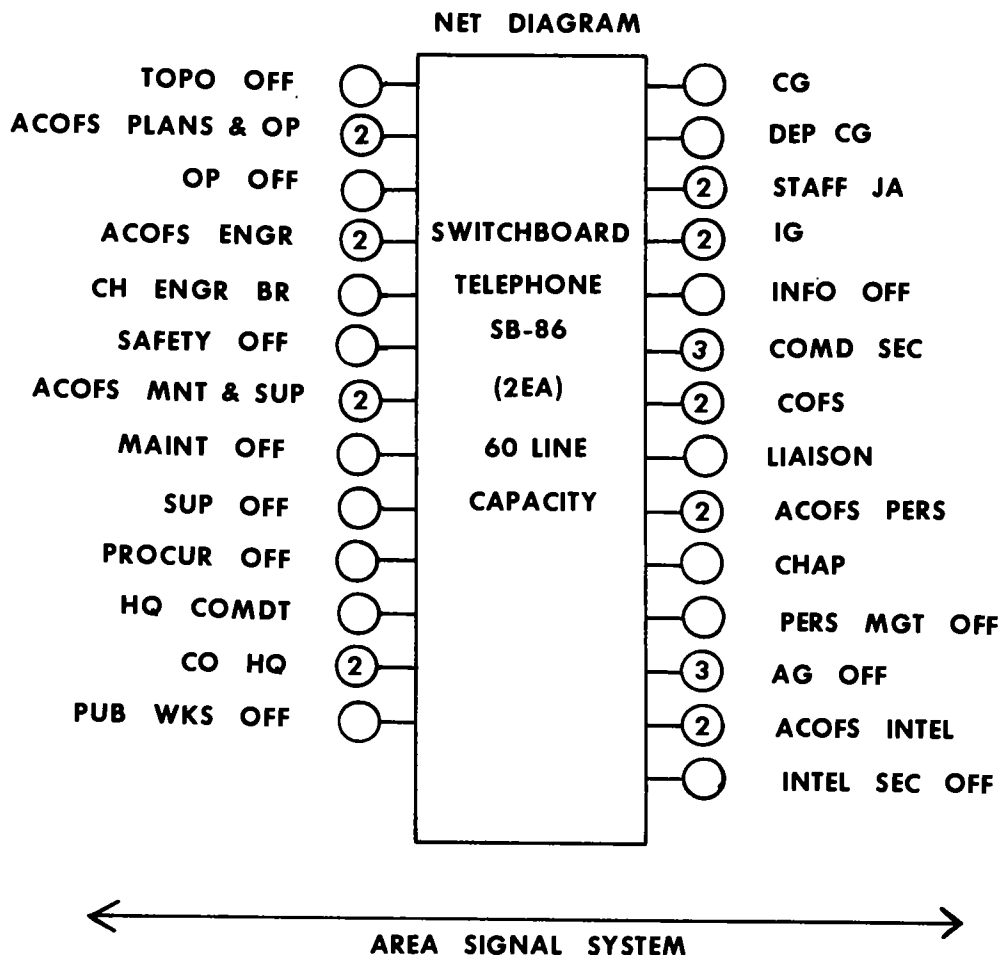 NET DIAGRAM
TOPO OFF
ACOFS PLANS & OP 2
OP OFF
ACOFS ENGR 2
CH ENGR BR
SAFETY OFF
ACOFS MNT & SUP 2
MAINT OFF
SUP OFF
PROCUR OFF
HQ COMDT
CO HQ 2
PUB WKS OFF
SWITCHBOARD
TELEPHONE
SB-86
(2EA)
60 LINE
CAPACITY
CG
DEP CG
2 STAFF JA
2 IG
INFO OFF
3 COMD SEC
2 COFS
LIAISON
2 ACOFS PERS
CHAP
PERS MGT OFF
3 AG OFF
2 ACOFS INTEL
INTEL SEC OFF
AREA SIGNAL SYSTEM